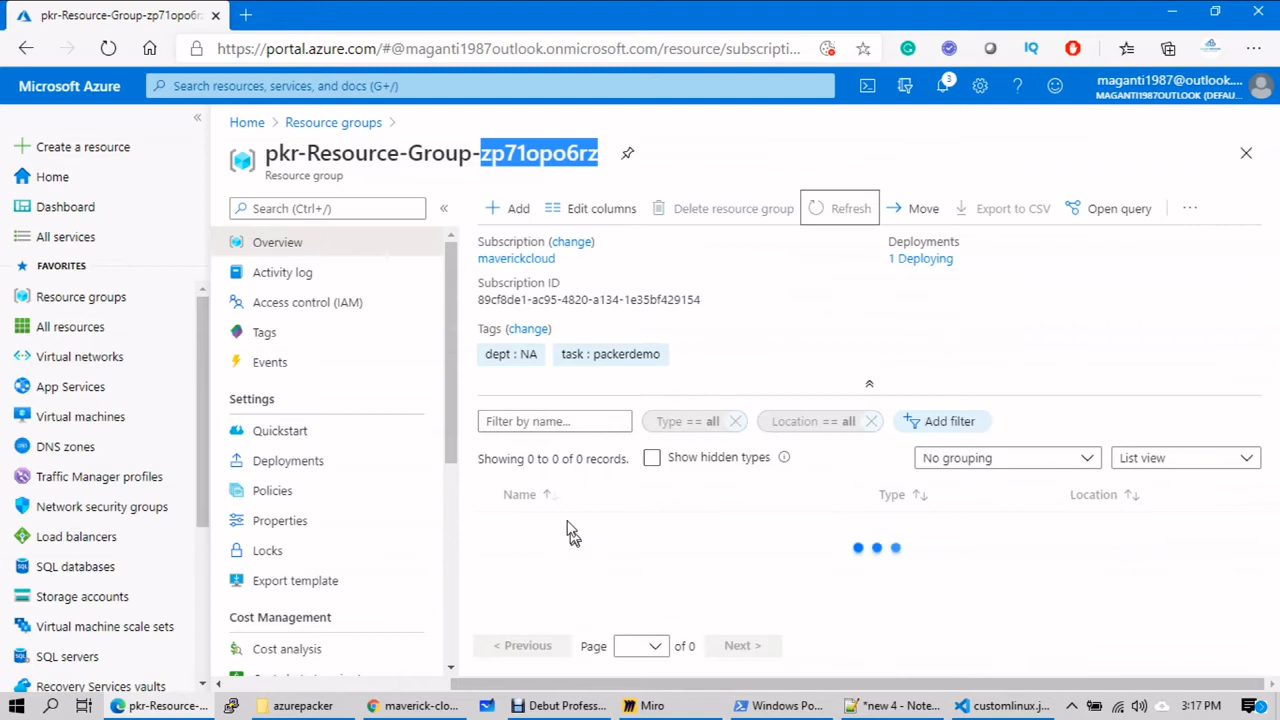 pkr-Resource-Group-zp71opo6rz
https://portal.azure.com/#@maganti1987outlook.onmicrosoft.com/resource/subscripti...
IQ
Microsoft Azure
Search resources, services, and docs (G+/)
3
maganti1987@outlook....
MAGANTI1987OUTLOOK (DEFAU...
Create a resource
Home
Dashboard
All services
FAVORITES
Resource groups
All resources
Virtual networks
App Services
Virtual machines
DNS zones
Traffic Manager profiles
Network security groups
Load balancers
SQL databases
Storage accounts
Virtual machine scale sets
SQL servers
Recovery Services vaults
Home > Resource groups >
pkr-Resource-Group-zp71opo6rz
Resource group
Search (Ctrl+/)
Overview
Activity log
Access control (IAM)
Tags
Events
Settings
Quickstart
Deployments
Policies
Properties
Locks
Export template
Cost Management
Cost analysis
Add
Edit columns
Delete resource group
Refresh
Move
Export to CSV
Open query
...
Subscription (change)
maverickcloud
Subscription ID
89cf8de1-ac95-4820-a134-1e35bf429154
Tags (change)
dept : NA
task : packerdemo
Deployments
1 Deploying
Filter by name...
Type == all
Location == all
Add filter
Showing 0 to 0 of 0 records.
Show hidden types
No grouping
List view
Name
Type
Location
< Previous
Page
of 0
Next >
pkr-Resource-...
azurepacker
maverick-clo...
Debut Profess...
Miro
Windows Po...
*new 4 - Note...
customlinux.j...
3:17 PM